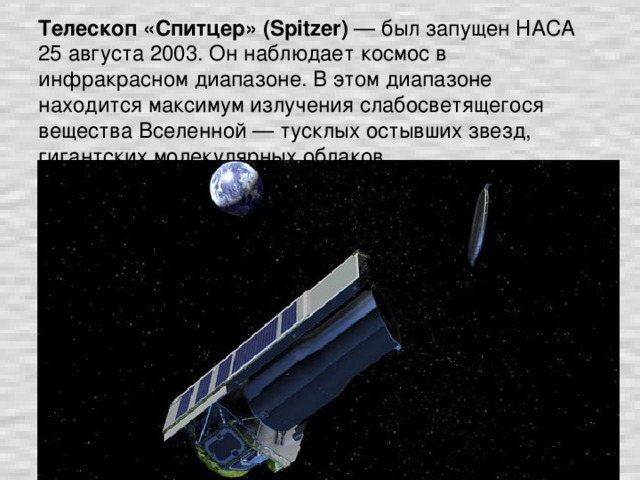 Телескоп «Спитцер» (Spitzer) — был запущен НАСА
25 августа 2003. Он наблюдает космос в
инфракрасном диапазоне. В этом диапазоне
находится максимум излучения слабосветящегося
вещества Вселенной — тусклых остывших звезд,
гигантских молекулярных облаков